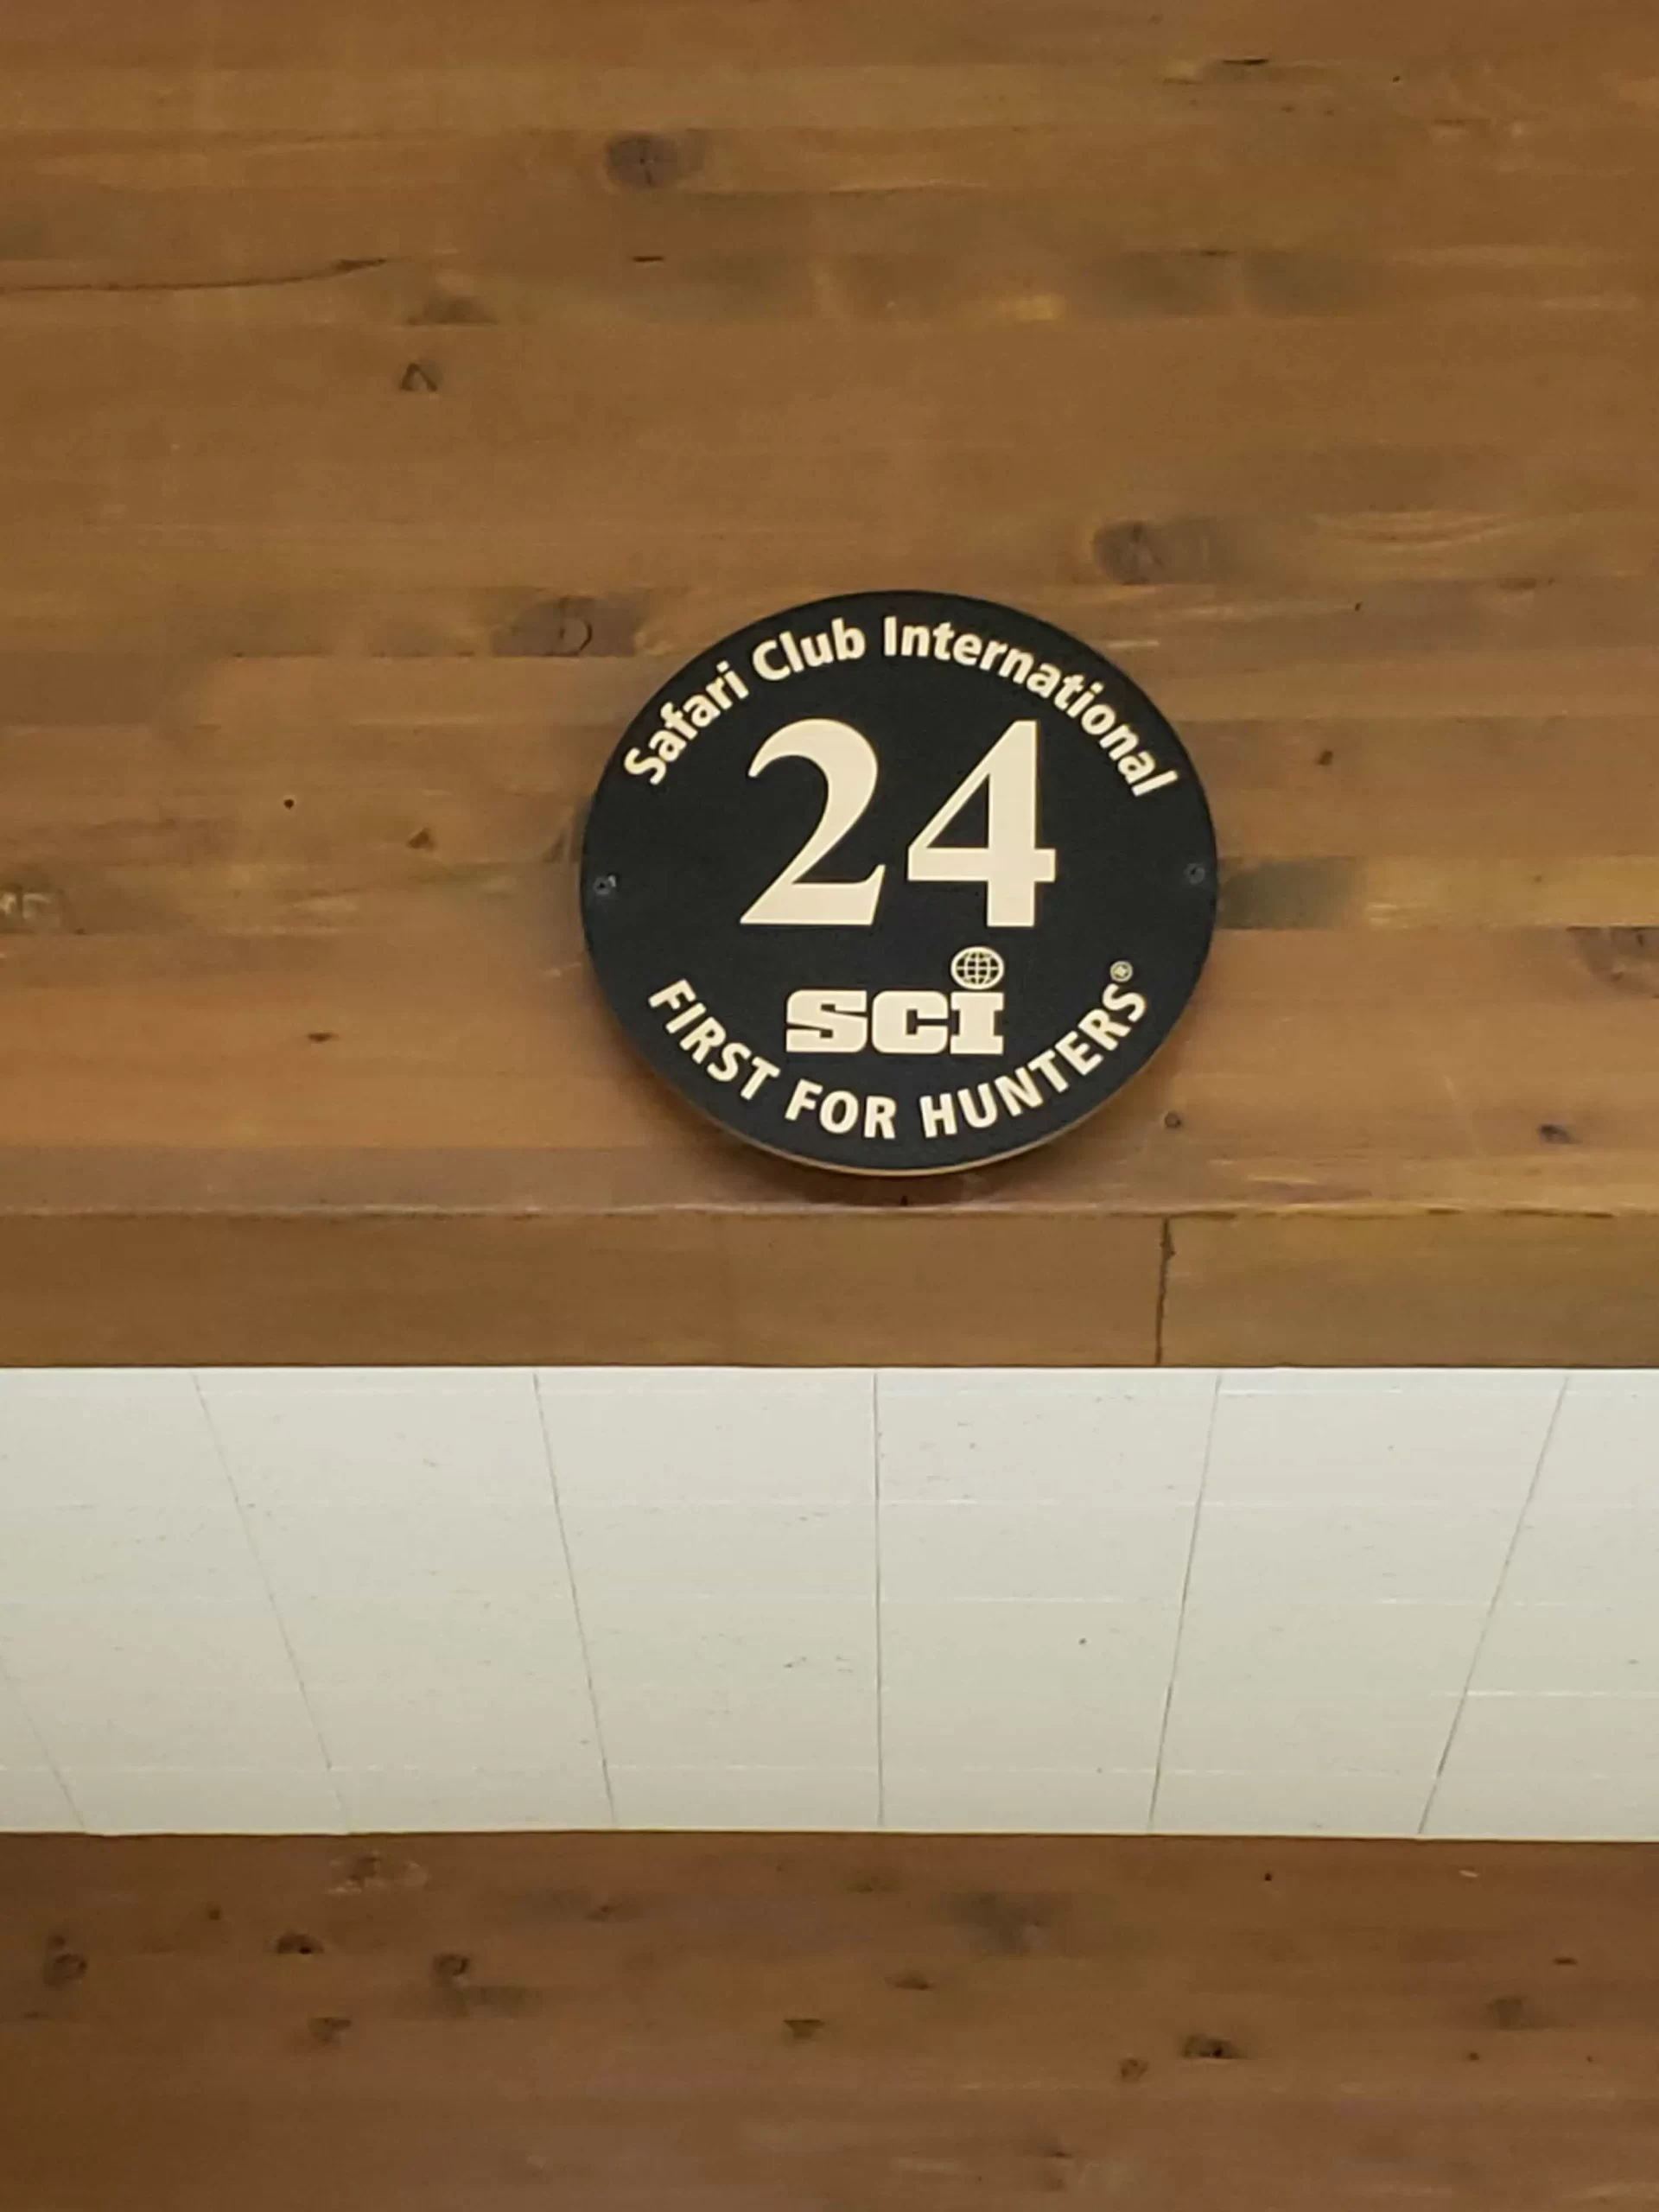 Safari Club International
24
SCI
FIRST FOR HUNTERS®